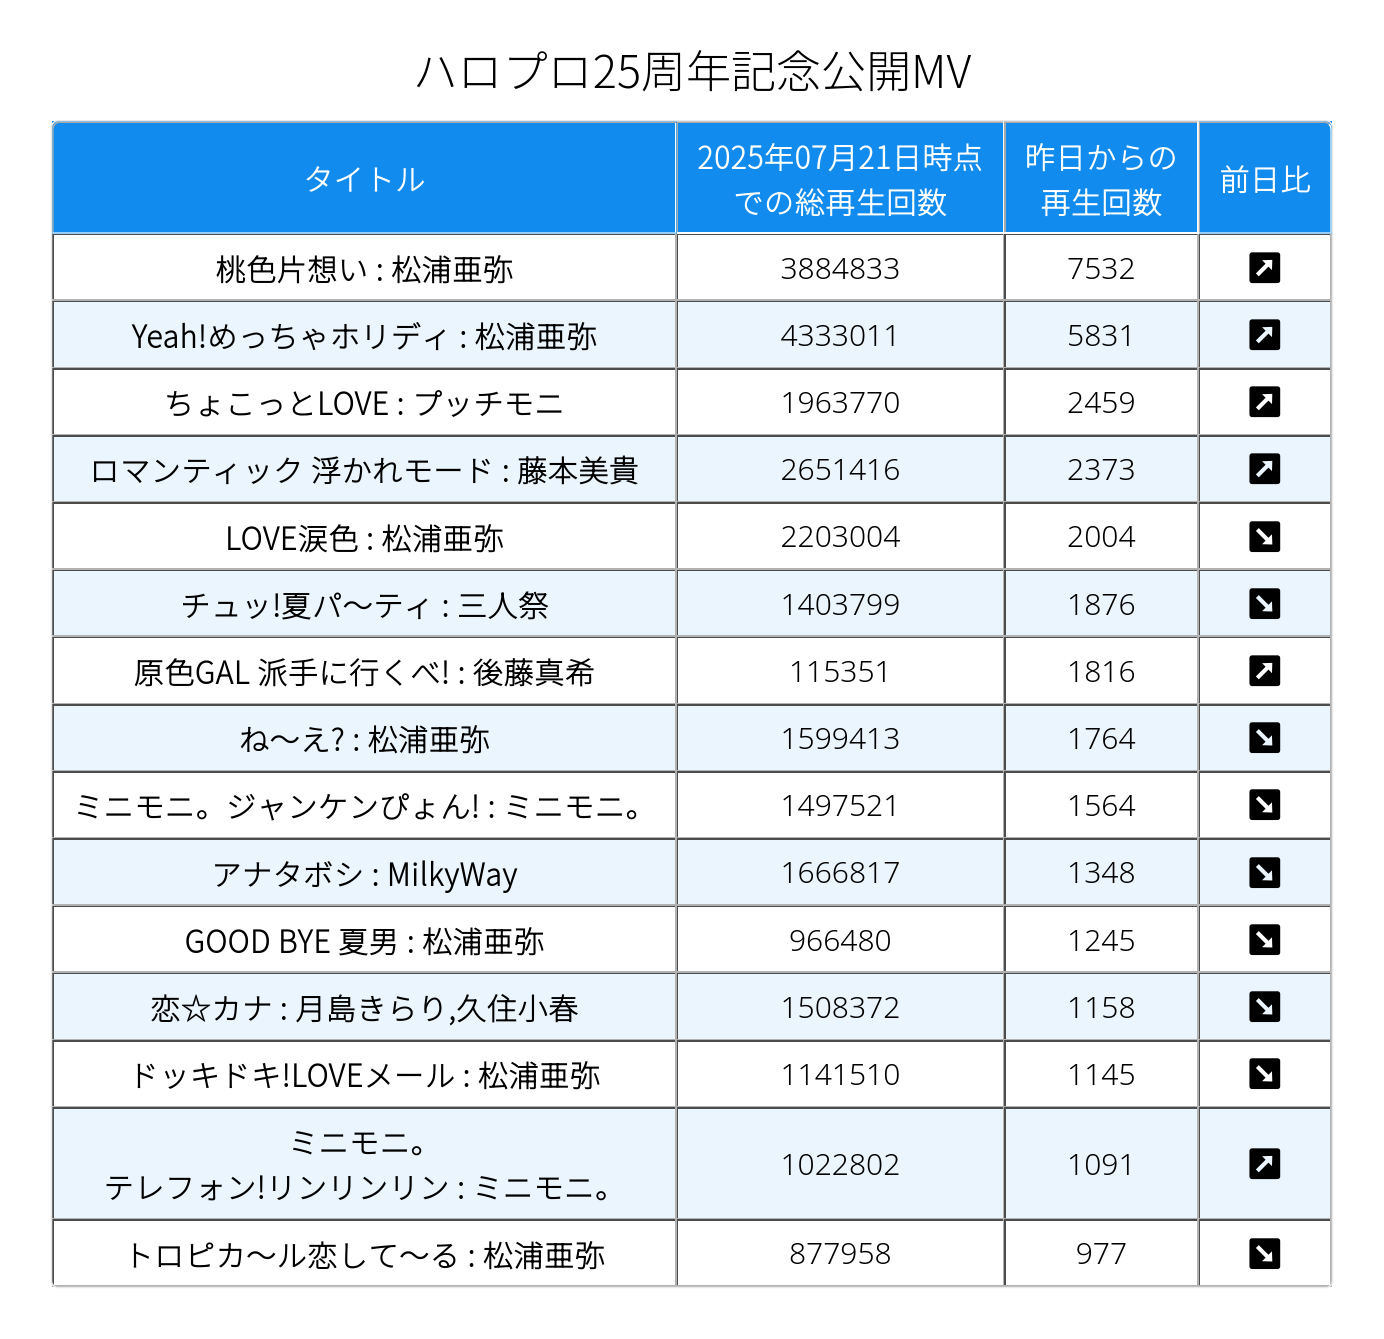 ハロプロ25周年記念公開MV
タイトル
2025年07月21日時点
での総再生回数
昨日からの
再生回数
前日比
桃色片想い : 松浦亜弥 3884833 7532 ↗
Yeah!めっちゃホリディ : 松浦亜弥 4333011 5831 ↗
ちょこっとLOVE : プッチモニ 1963770 2459 ↗
ロマンティック 浮かれモード : 藤本美貴 2651416 2373 ↗
LOVE涙色 : 松浦亜弥 2203004 2004 ↘
チュッ!夏パ〜ティ : 三人祭 1403799 1876 ↘
原色GAL 派手に行くべ! : 後藤真希 115351 1816 ↗
ね〜え? : 松浦亜弥 1599413 1764 ↘
ミニモニ。ジャンケンぴょん! : ミニモニ。 1497521 1564 ↘
アナタボシ : MilkyWay 1666817 1348 ↘
GOOD BYE 夏男 : 松浦亜弥 966480 1245 ↘
恋☆カナ : 月島きらり,久住小春 1508372 1158 ↘
ドッキドキ!LOVEメール : 松浦亜弥 1141510 1145 ↘
ミニモニ。
テレフォン!リンリンリン : ミニモニ。 1022802 1091 ↗
トロピカ〜ル恋して〜る : 松浦亜弥 877958 977 ↘